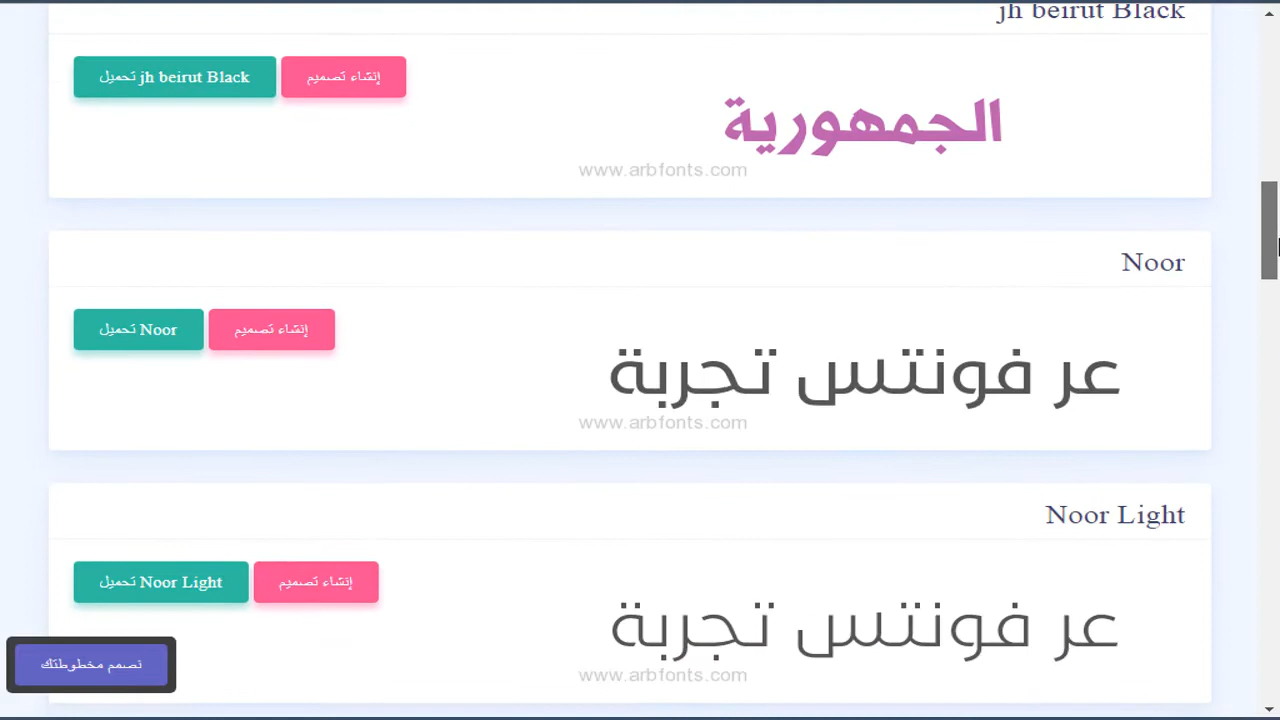 jh beirut Black
تحميل jh beirut Black
إنشاء تصميم
الجمهورية
www.arbfonts.com
Noor
تحميل Noor
إنشاء تصميم
عر فونتس تجربة
www.arbfonts.com
Noor Light
تحميل Noor Light
إنشاء تصميم
عر فونتس تجربة
www.arbfonts.com
تصمم مخطوطتك